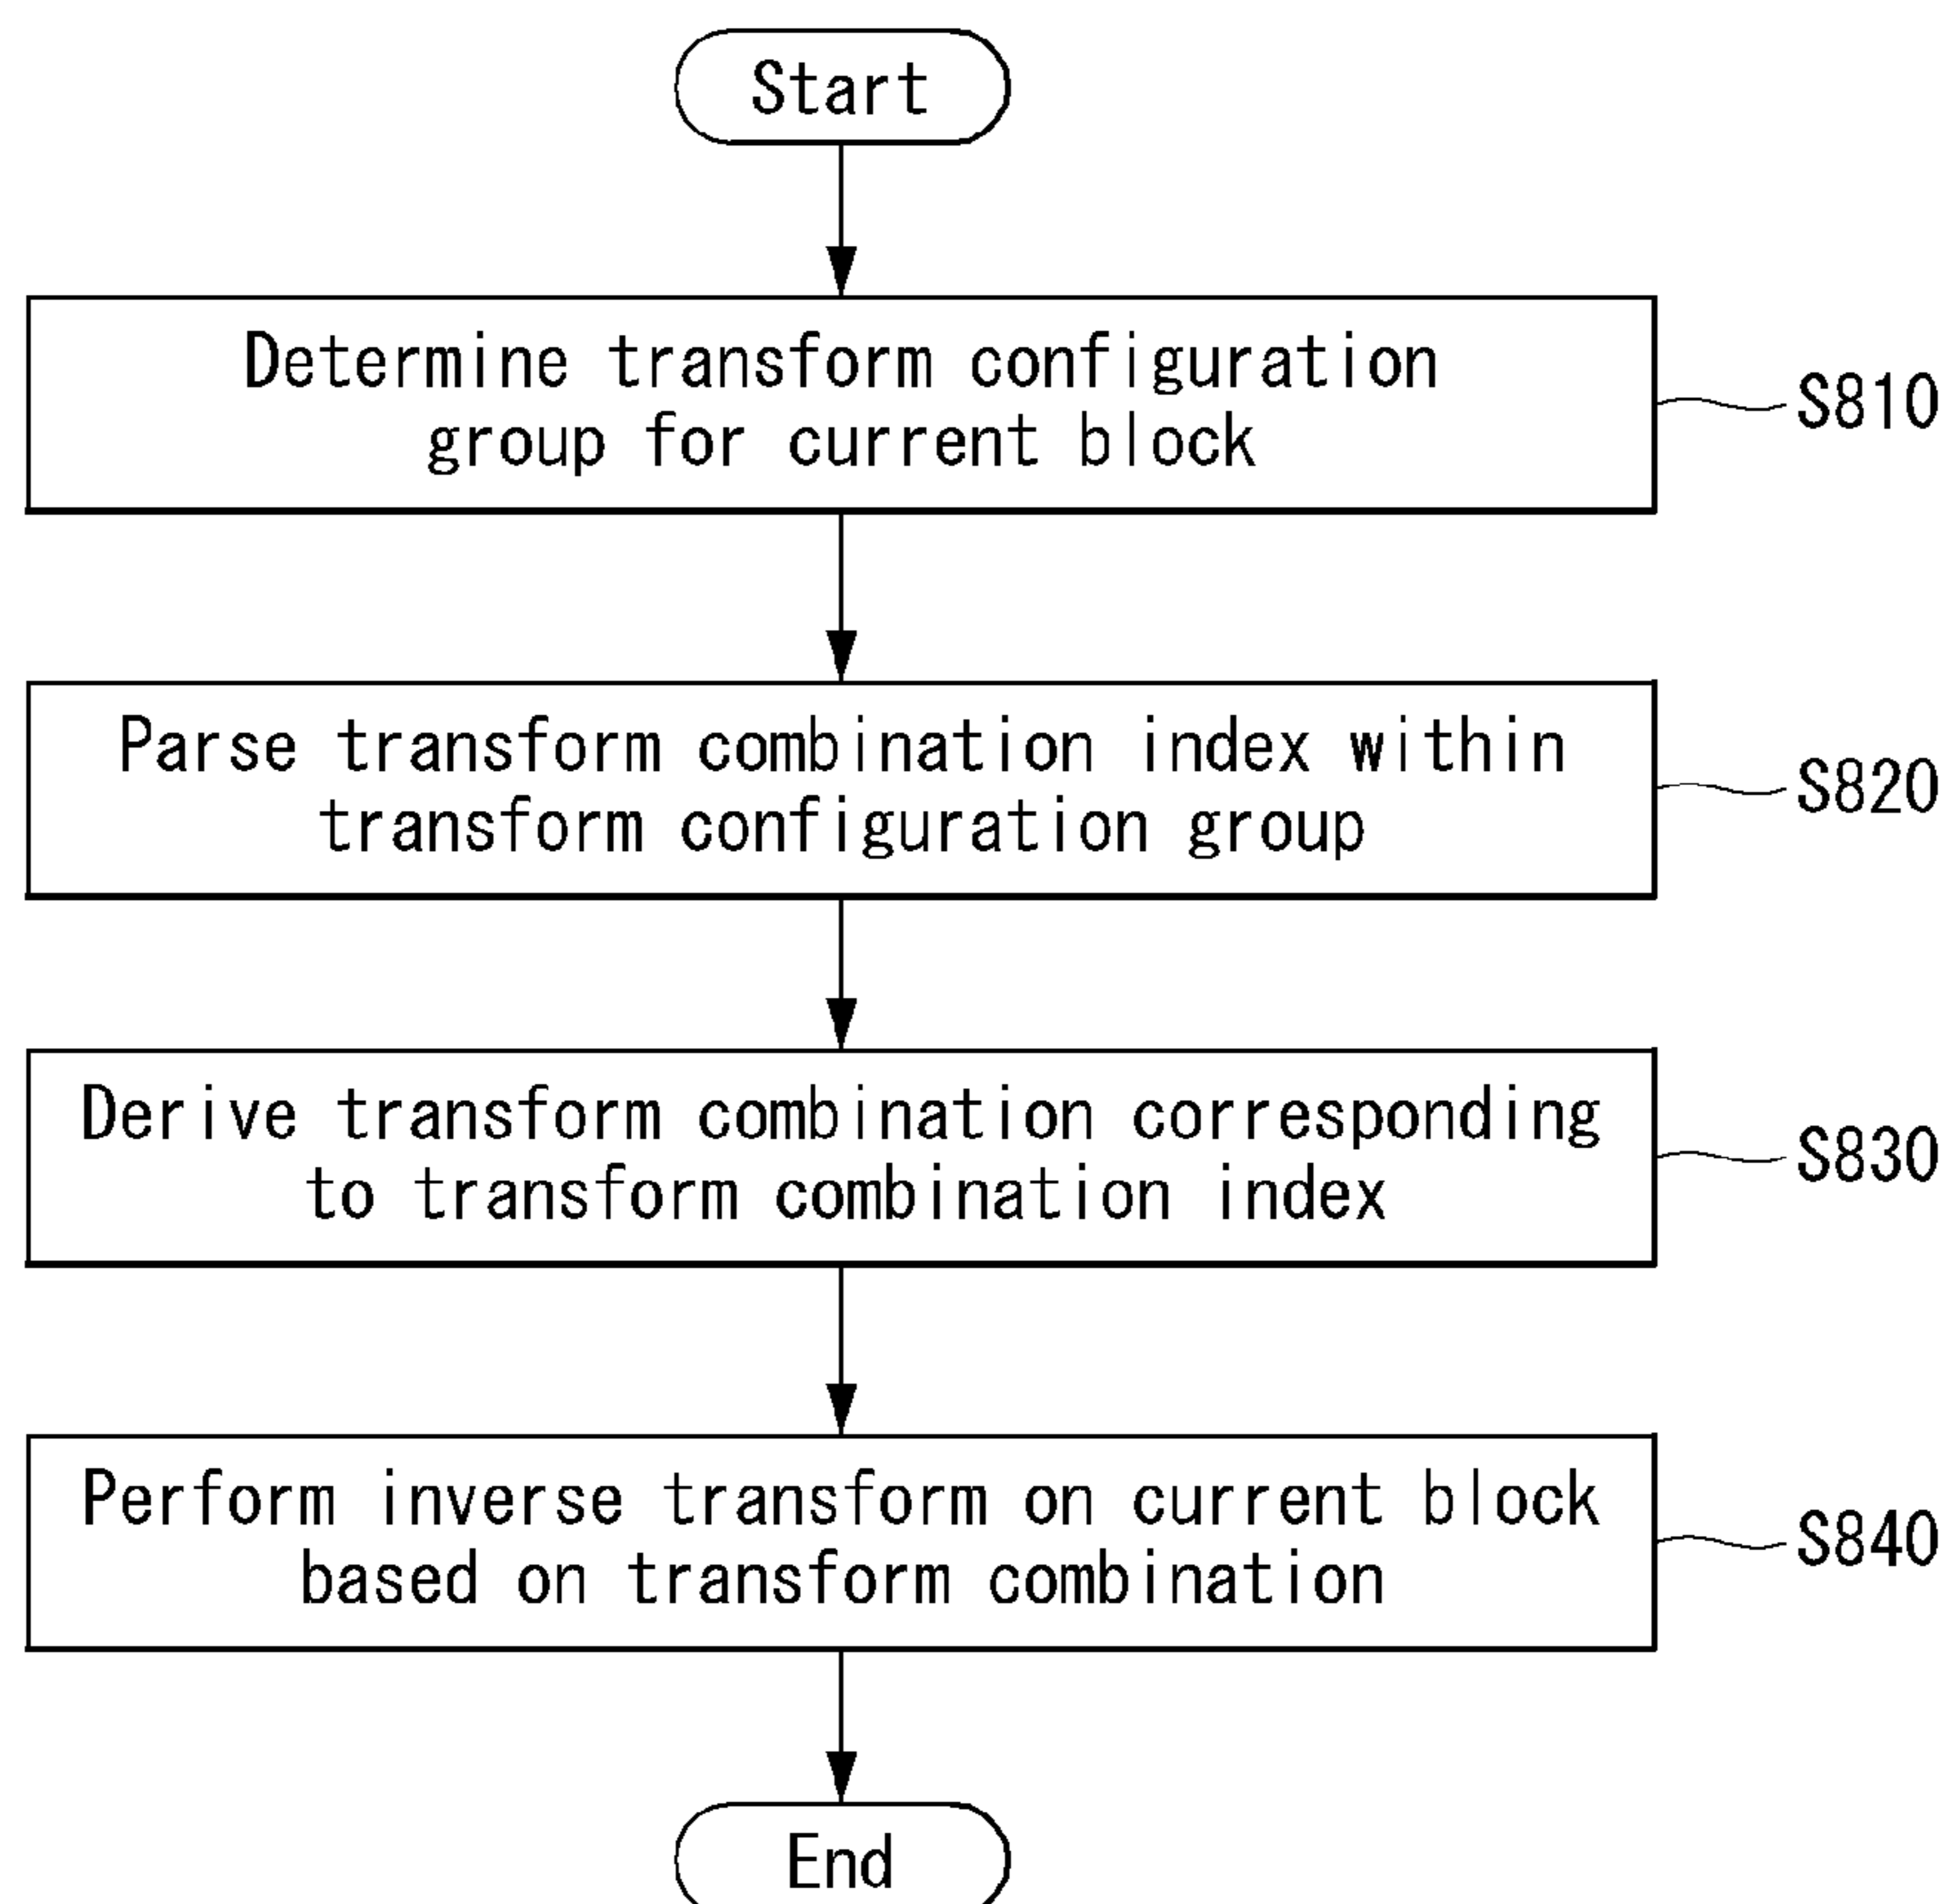 Start
Determine transform configuration
group for current block
S810
Parse transform combination index within
transform configuration group
S820
Derive transform combination corresponding
to transform combination index
S830
Perform inverse transform on current block
based on transform combination
S840
End